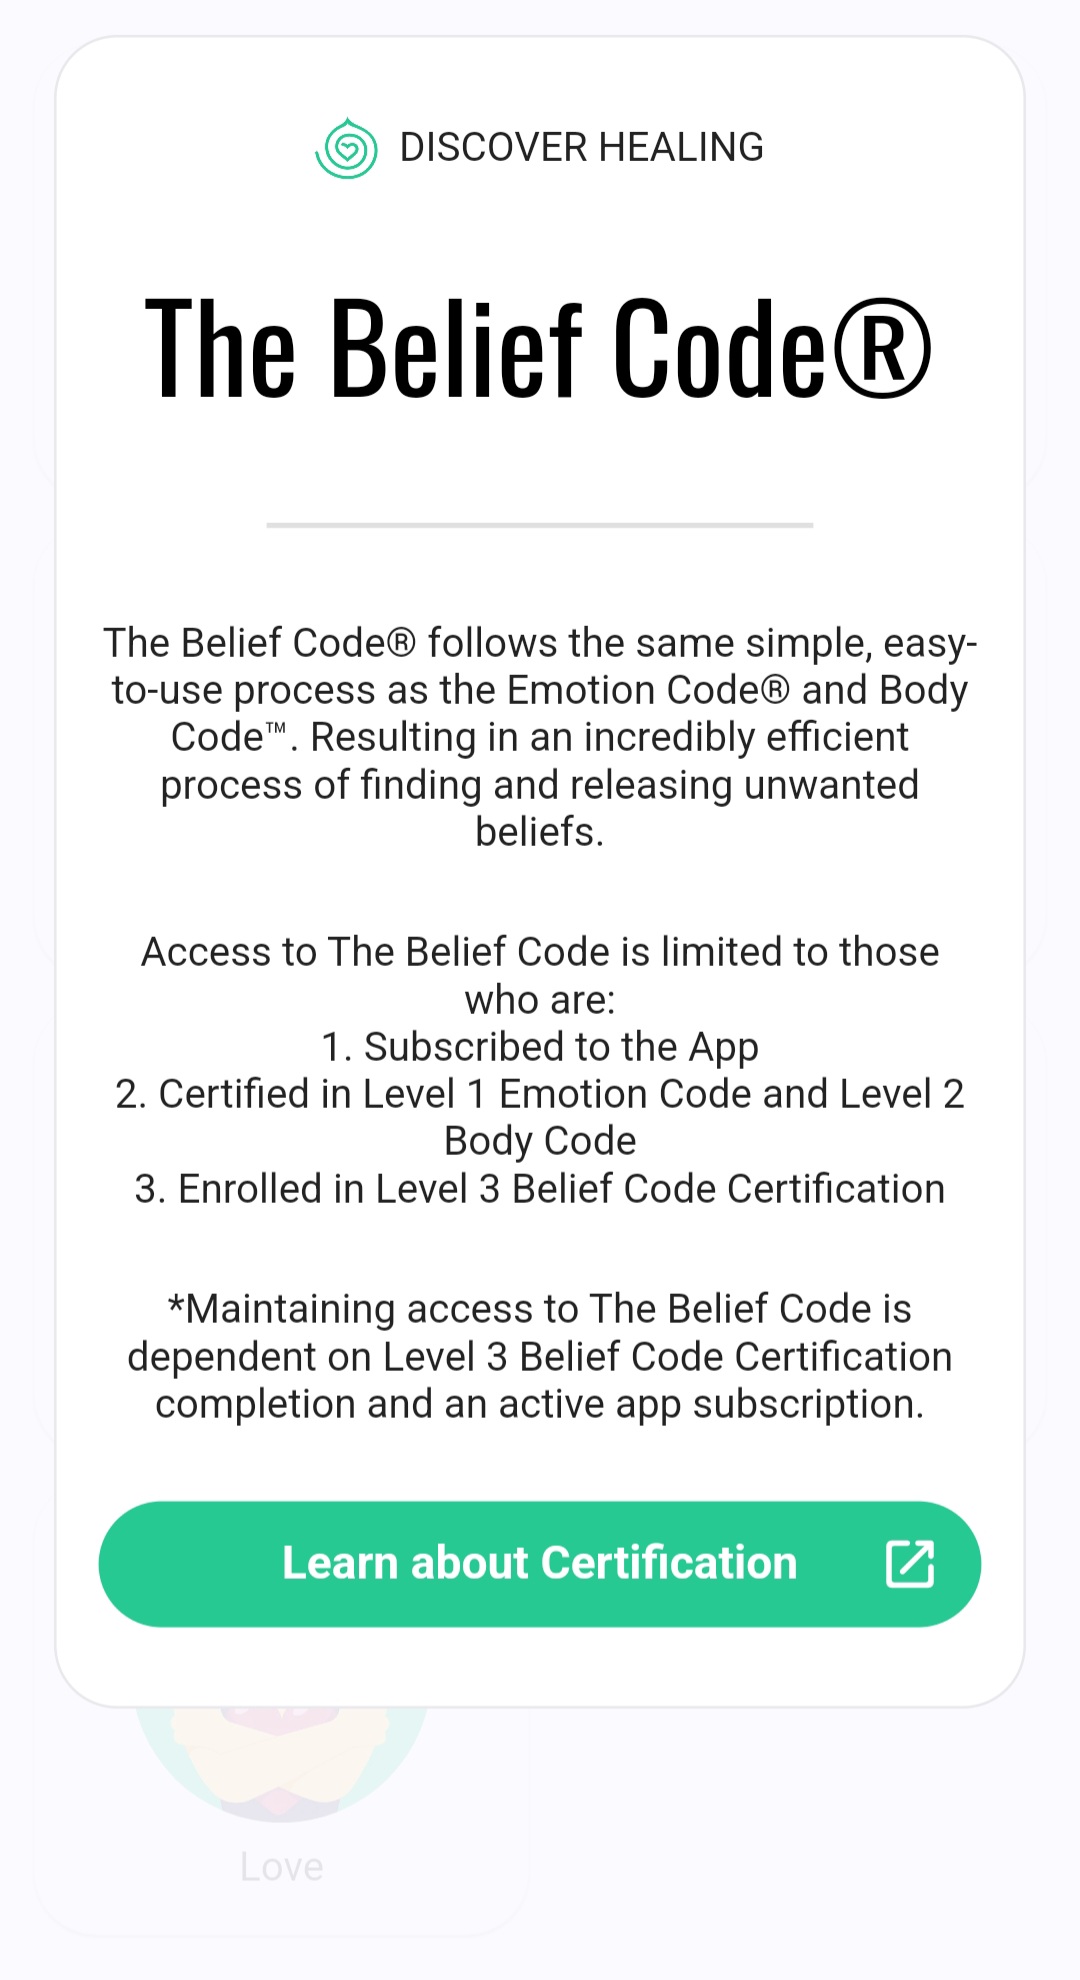 DISCOVER HEALING
The Belief Code®
The Belief Code® follows the same simple, easy-
to-use process as the Emotion Code® and Body
Code™. Resulting in an incredibly efficient
process of finding and releasing unwanted
beliefs.
Access to The Belief Code is limited to those
who are:
1. Subscribed to the App
2. Certified in Level 1 Emotion Code and Level 2
Body Code
3. Enrolled in Level 3 Belief Code Certification
*Maintaining access to The Belief Code is
dependent on Level 3 Belief Code Certification
completion and an active app subscription.
Learn about Certification
Love